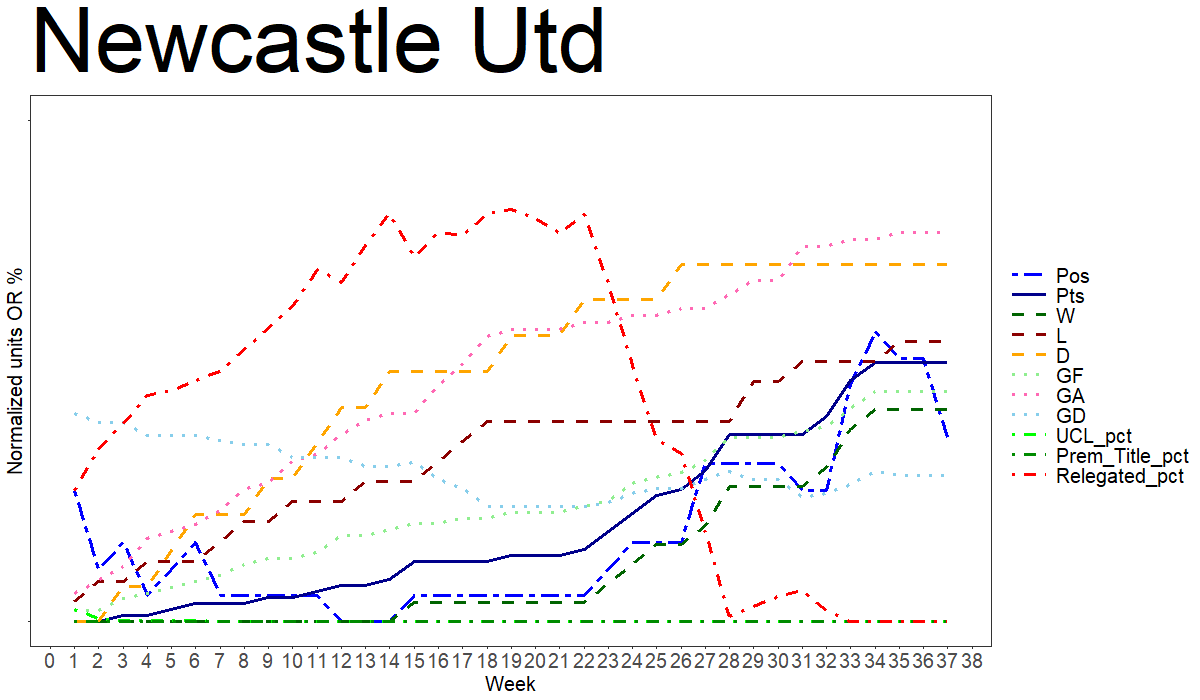 Newcastle Utd
Normalized units OR %
Pos
Pts
W
L
D
GF
GA
GD
UCL_pct
Prem_Title_pct
Relegated_pct
0 1 2 3 4 5 6 7 8 9 10 11 12 13 14 15 16 17 18 19 20 21 22 23 24 25 26 27 28 29 30 31 32 33 34 35 36 37 38
Week